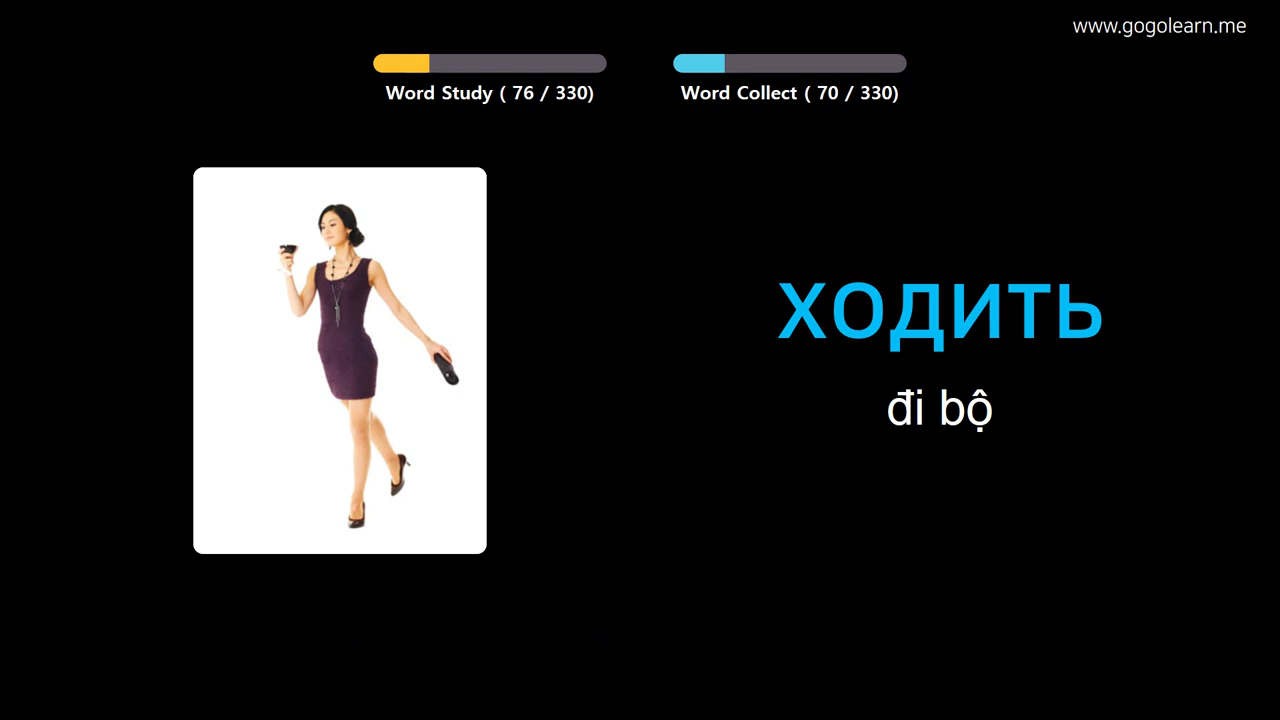 www.gogolearn.me
Word Study ( 76 / 330)
Word Collect ( 70 / 330)
ходить
đi bộ